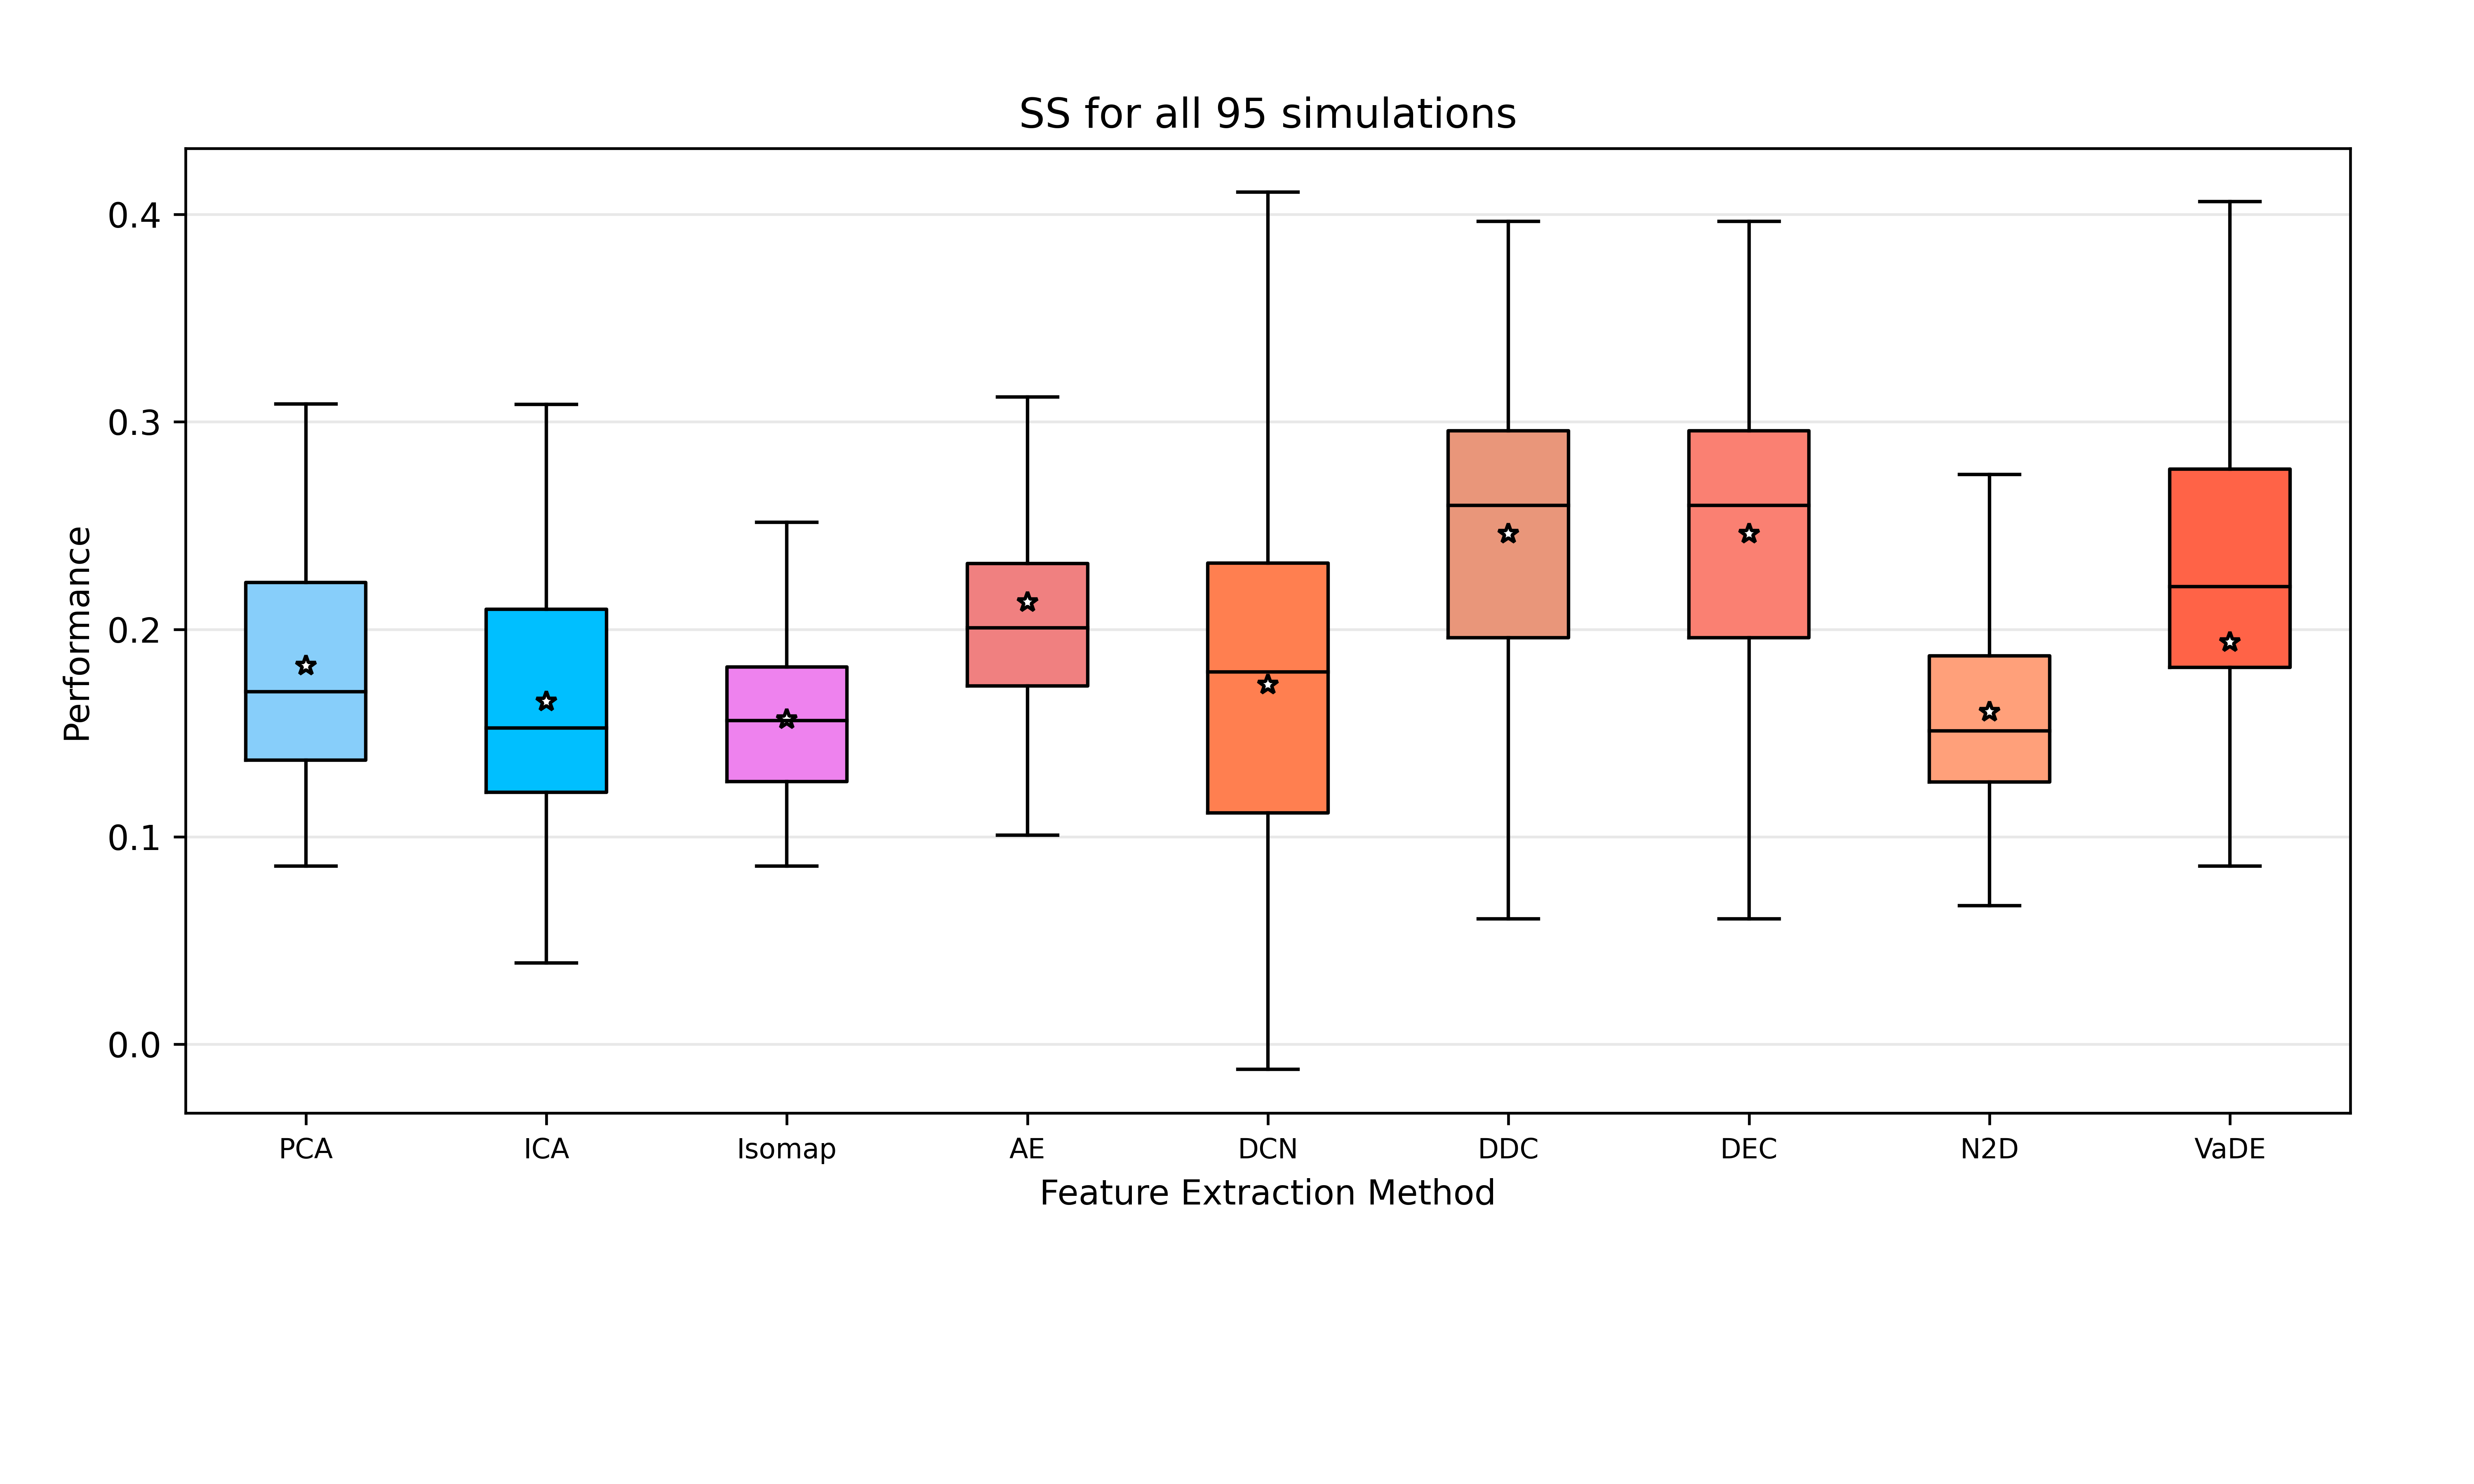 SS for all 95 simulations
0.4
0.3
0.2
0.1
0.0
Performance
PCA ICA Isomap AE DCN DDC DEC N2D VaDE
Feature Extraction Method